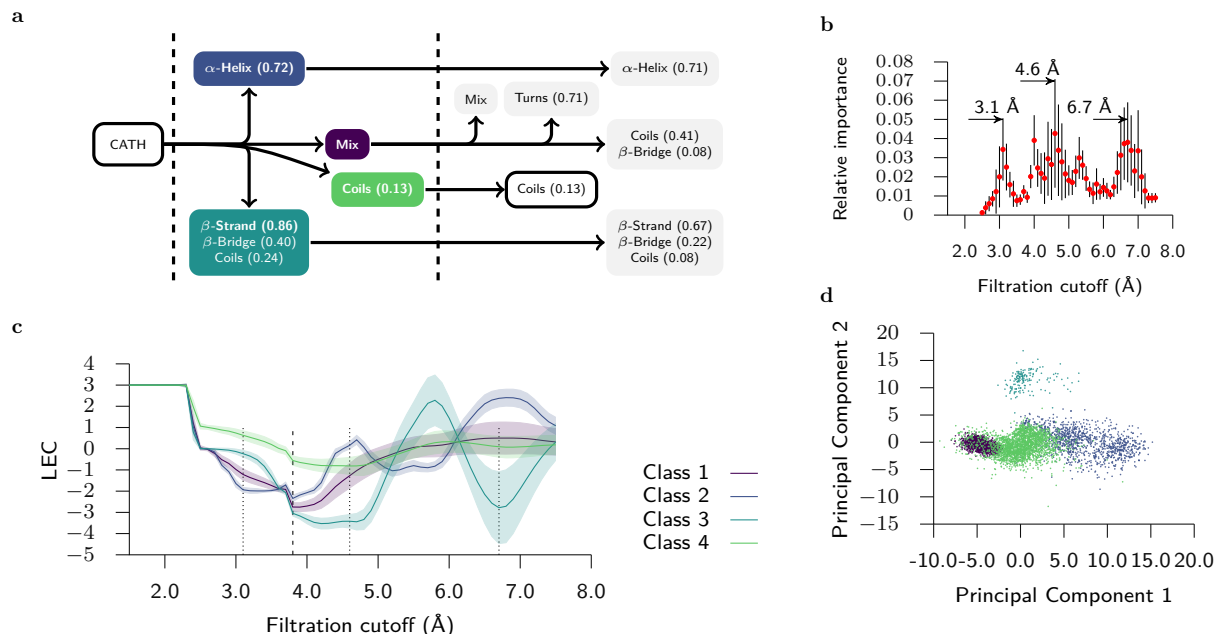 a
α-Helix (0.72)
α-Helix (0.71)
Mix
Turns (0.71)
CATH
Mix
Coils (0.41)
β-Bridge (0.08)
Coils (0.13)
Coils (0.13)
β-Strand (0.86)
β-Bridge (0.40)
Coils (0.24)
β-Strand (0.67)
β-Bridge (0.22)
Coils (0.08)
b
Relative importance
0.08
0.07
0.06
0.05
0.04
0.03
0.02
0.01
0
4.6 Å
3.1 Å
6.7 Å
2.0 3.0 4.0 5.0 6.0 7.0 8.0
Filtration cutoff (Å)
c
LEC
4
3
2
1
0
−1
−2
−3
−4
−5
2.0 3.0 4.0 5.0 6.0 7.0 8.0
Filtration cutoff (Å)
Class 1
Class 2
Class 3
Class 4
d
Principal Component 2
20
15
10
5
0
−5
−10
−15
-10.0 -5.0 0.0 5.0 10.0 15.0 20.0
Principal Component 1